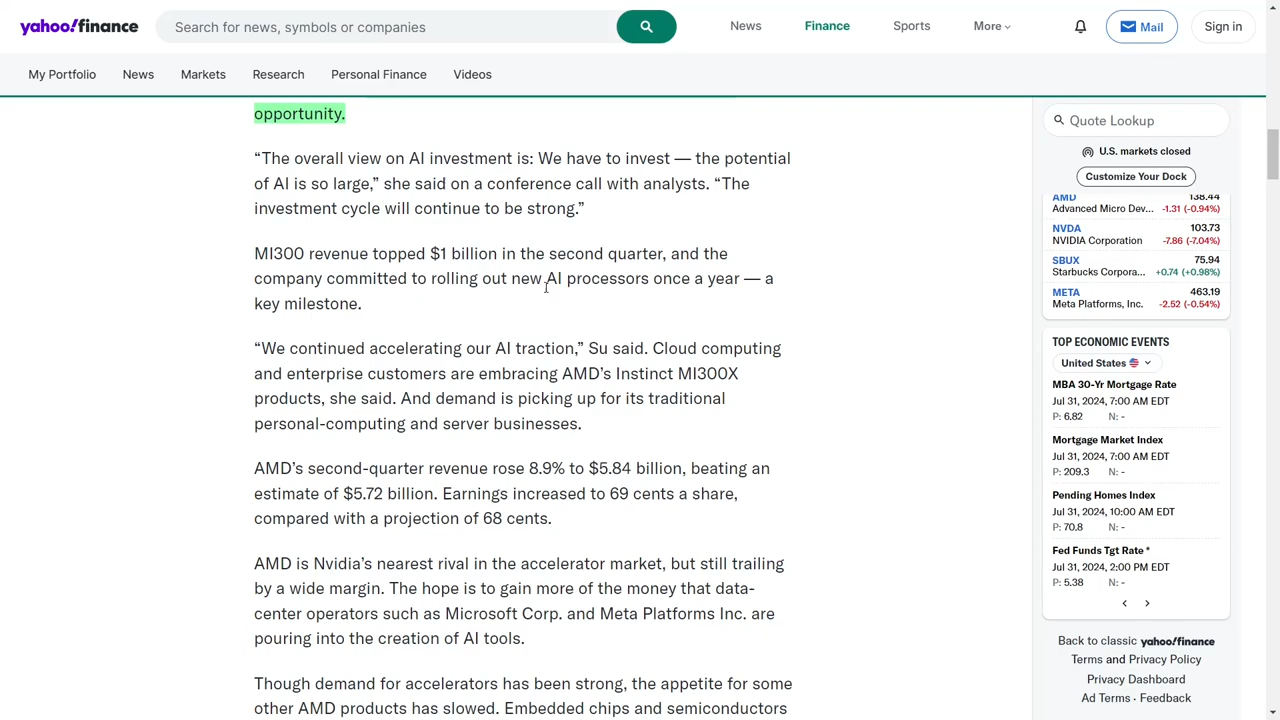 yahoo!finance
Search for news, symbols or companies
News
Finance
Sports
More
Mail
Sign in
My Portfolio
News
Markets
Research
Personal Finance
Videos
opportunity.
“The overall view on AI investment is: We have to invest — the potential
of AI is so large,” she said on a conference call with analysts. “The
investment cycle will continue to be strong.”
MI300 revenue topped $1 billion in the second quarter, and the
company committed to rolling out new AI processors once a year — a
key milestone.
“We continued accelerating our AI traction,” Su said. Cloud computing
and enterprise customers are embracing AMD’s Instinct MI300X
products, she said. And demand is picking up for its traditional
personal-computing and server businesses.
AMD’s second-quarter revenue rose 8.9% to $5.84 billion, beating an
estimate of $5.72 billion. Earnings increased to 69 cents a share,
compared with a projection of 68 cents.
AMD is Nvidia’s nearest rival in the accelerator market, but still trailing
by a wide margin. The hope is to gain more of the money that data-
center operators such as Microsoft Corp. and Meta Platforms Inc. are
pouring into the creation of AI tools.
Though demand for accelerators has been strong, the appetite for some
other AMD products has slowed. Embedded chips and semiconductors
Quote Lookup
U.S. markets closed
Customize Your Dock
AMD 138.44
Advanced Micro Dev... -1.31 (-0.94%)
NVDA 103.73
NVIDIA Corporation -7.86 (-7.04%)
SBUX 75.94
Starbucks Corpora... +0.74 (+0.98%)
META 463.19
Meta Platforms, Inc. -2.52 (-0.54%)
TOP ECONOMIC EVENTS
United States
MBA 30-Yr Mortgage Rate
Jul 31, 2024, 7:00 AM EDT
P: 6.82 N: -
Mortgage Market Index
Jul 31, 2024, 7:00 AM EDT
P: 209.3 N: -
Pending Homes Index
Jul 31, 2024, 10:00 AM EDT
P: 70.8 N: -
Fed Funds Tgt Rate *
Jul 31, 2024, 2:00 PM EDT
P: 5.38 N: -
Back to classic yahoo!finance
Terms and Privacy Policy
Privacy Dashboard
Ad Terms • Feedback